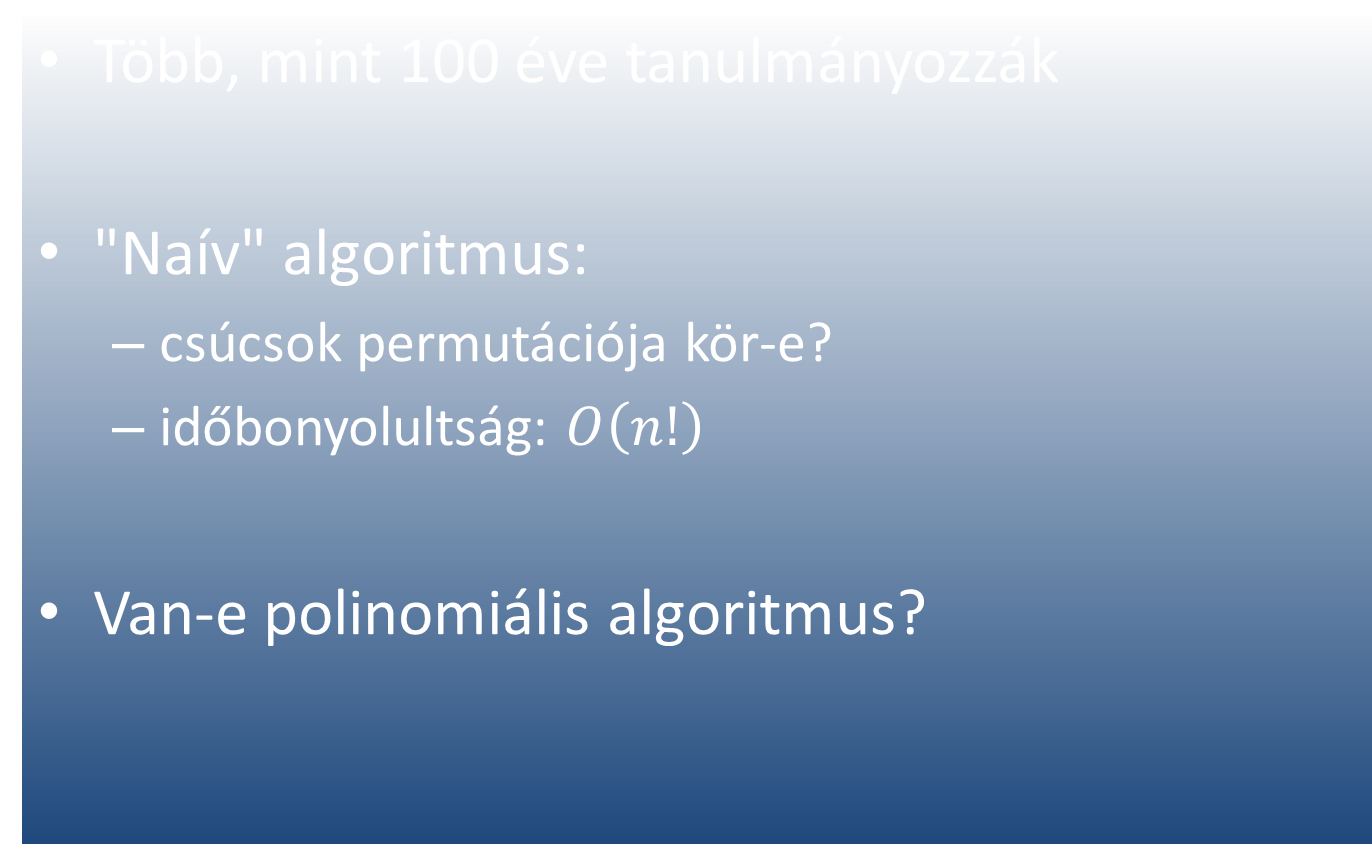 • Több, mint 100 éve tanulmányozzák
• "Naív" algoritmus:
– csúcsok permutációja kör-e?
– időbonyolultság: O(n!)
• Van-e polinomiális algoritmus?